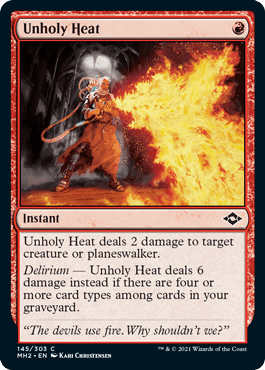 Unholy Heat
Instant
Unholy Heat deals 2 damage to target
creature or planeswalker.
Delirium — Unholy Heat deals 6
damage instead if there are four or
more card types among cards in your
graveyard.
“The devils use fire. Why shouldn’t we?”
145/303 C
MH2 • EN Kari Christensen
™ & © 2021 Wizards of the Coast